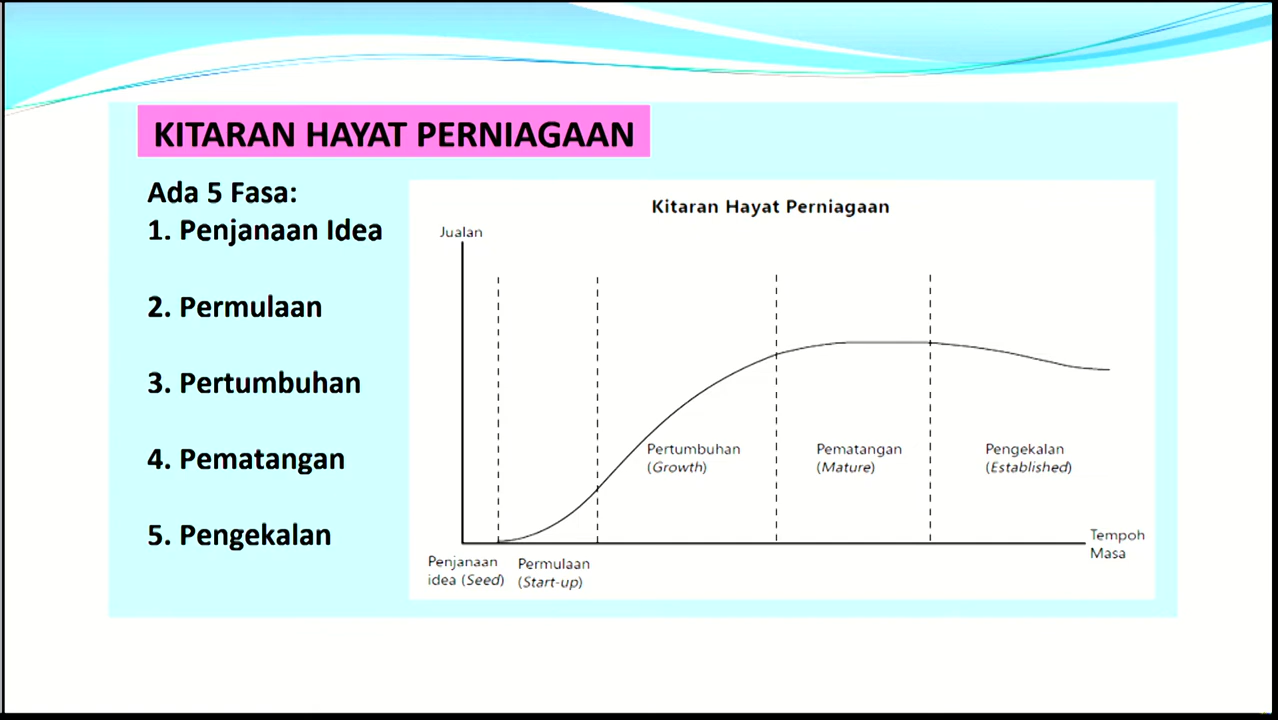 KITARAN HAYAT PERNIAGAAN
Ada 5 Fasa:
1. Penjanaan Idea
2. Permulaan
3. Pertumbuhan
4. Pematangan
5. Pengekalan
Kitaran Hayat Perniagaan
Jualan
Pertumbuhan
(Growth)
Pematangan
(Mature)
Pengekalan
(Established)
Tempoh
Masa
Penjanaan
idea (Seed)
Permulaan
(Start-up)